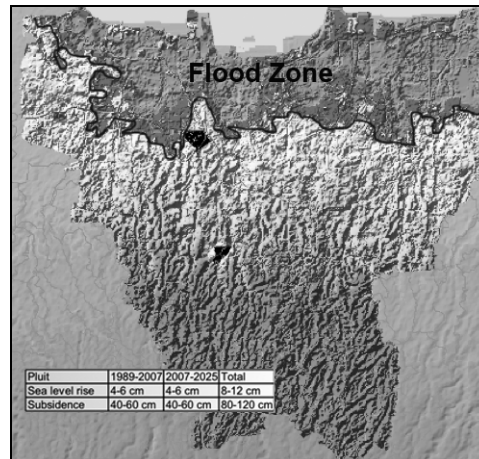 Flood Zone
Pluit 1989-2007 2007-2025 Total
Sea level rise 4-6 cm 4-6 cm 8-12 cm
Subsidence 40-60 cm 40-60 cm 80-120 cm